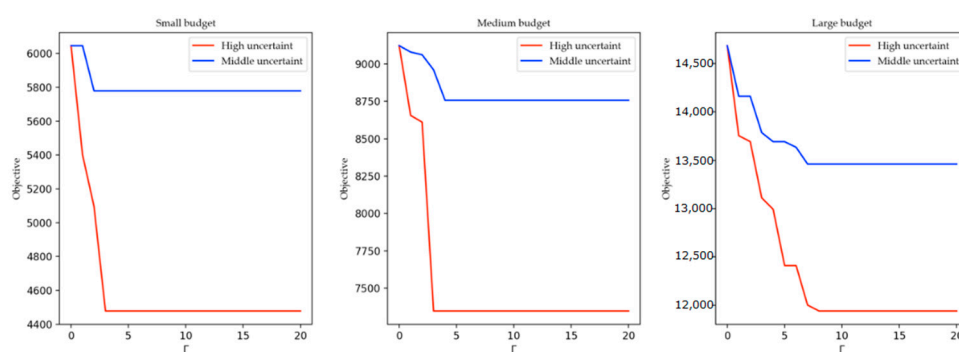 Small budget
6000
5800
5600
5400
5200
5000
4800
4600
4400
Objective
0 5 10 15 20
Γ
High uncertaint
Middle uncertaint
Medium budget
9000
8750
8500
8250
8000
7750
7500
Objective
0 5 10 15 20
Γ
High uncertaint
Middle uncertaint
Large budget
14,500
14,000
13,500
13,000
12,500
12,000
Objective
0 5 10 15 20
Γ
High uncertaint
Middle uncertaint